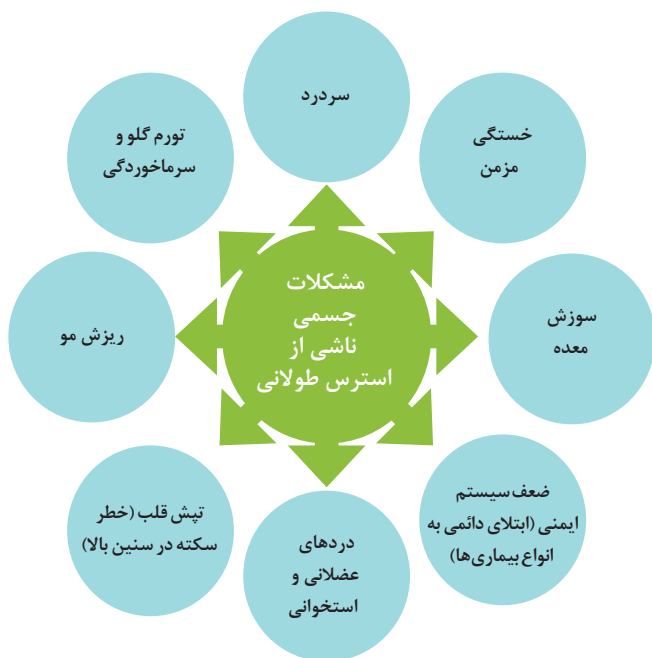 مشکلات
جسمی
ناشی از
استرس طولانی
سردرد
خستگی
مزمن
سوزش
معده
ضعف سیستم
ایمنی (ابتلای دائمی به
انواع بیماری‌ها)
دردهای
عضلانی و
استخوانی
تپش قلب (خطر
سکته در سنین بالا)
ریزش مو
تورم گلو و
سرماخوردگی